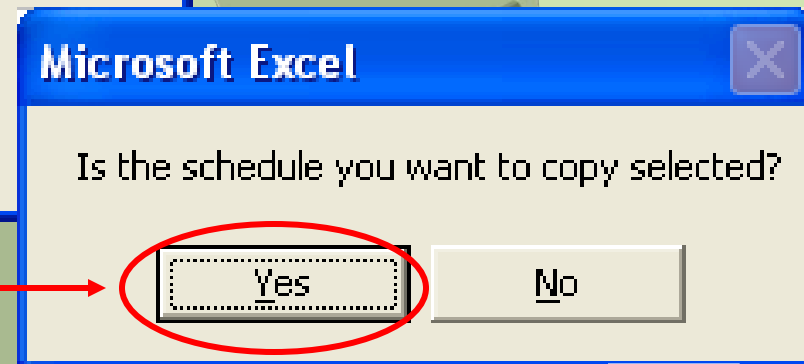 Microsoft Excel
Is the schedule you want to copy selected?
Yes No